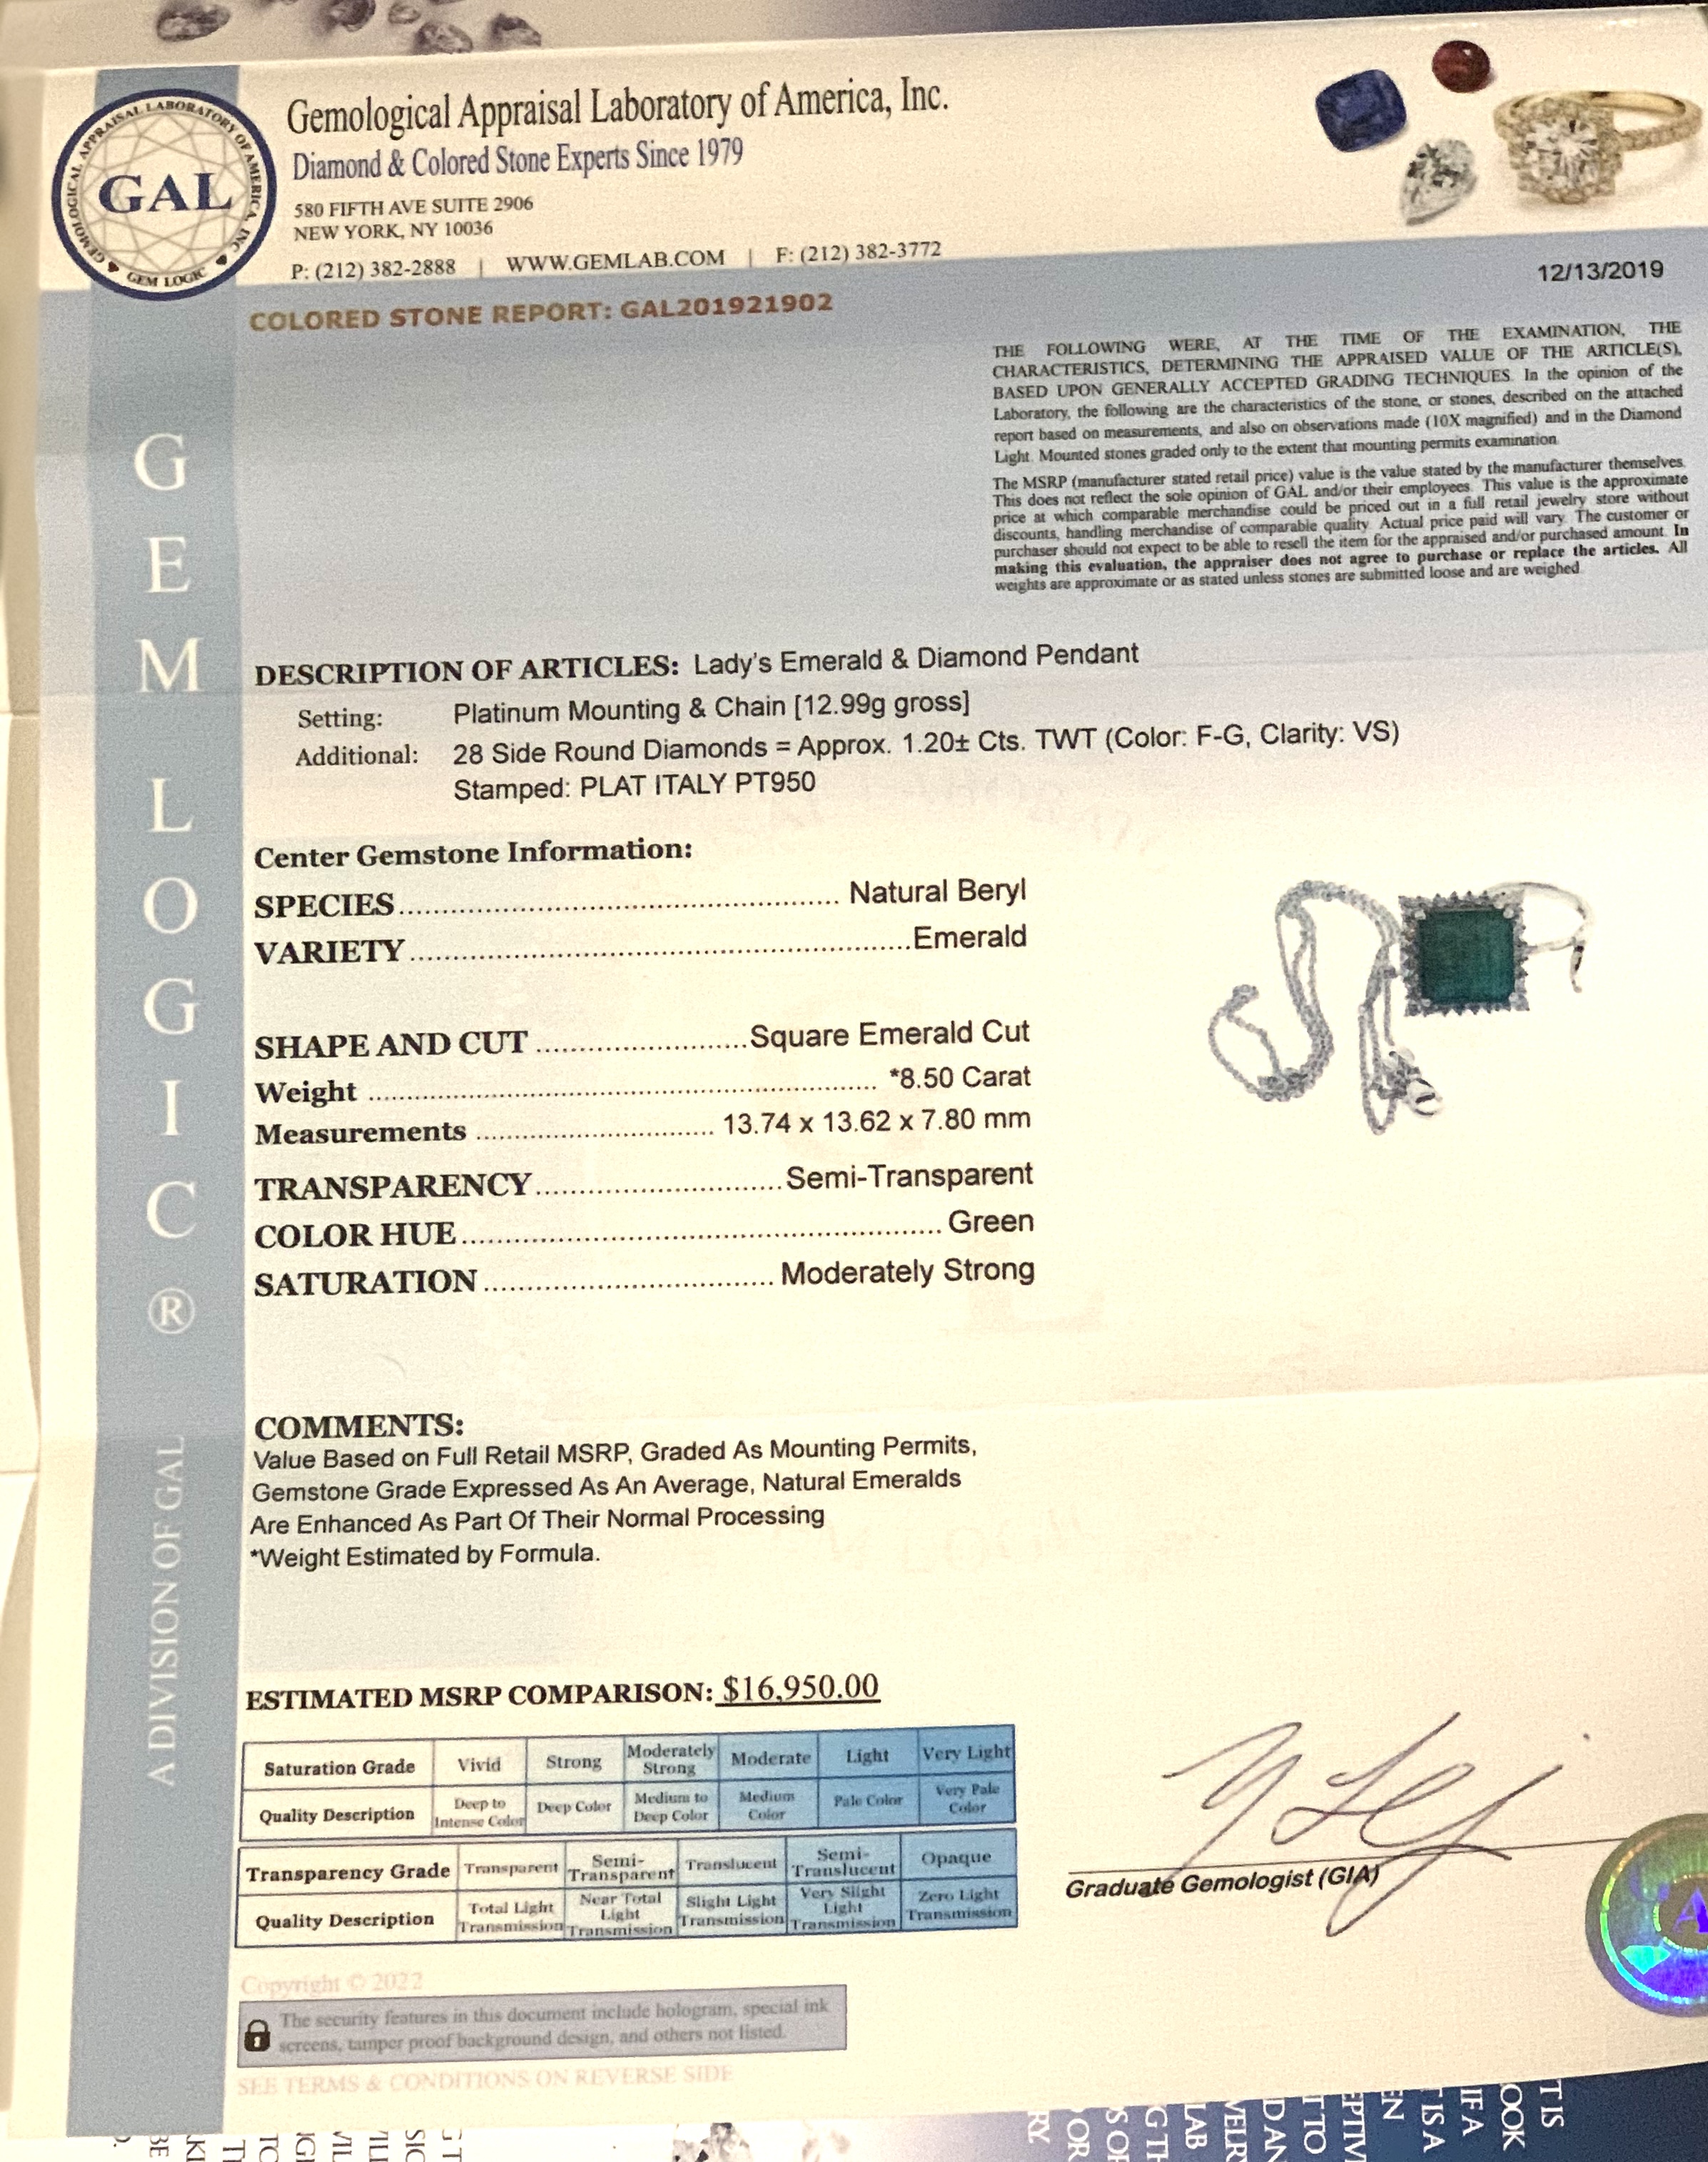 GEMOLOGICAL APPRAISAL LABORATORY OF AMERICA, INC.
GAL
GEM LOGIC
Gemological Appraisal Laboratory of America, Inc.
Diamond & Colored Stone Experts Since 1979
580 FIFTH AVE SUITE 2906
NEW YORK, NY 10036
P: (212) 382-2888 | WWW.GEMLAB.COM | F: (212) 382-3772
12/13/2019
COLORED STONE REPORT: GAL201921902
THE FOLLOWING WERE, AT THE TIME OF THE EXAMINATION, THE
CHARACTERISTICS, DETERMINING THE APPRAISED VALUE OF THE ARTICLE(S),
BASED UPON GENERALLY ACCEPTED GRADING TECHNIQUES. In the opinion of the
Laboratory, the following are the characteristics of the stone, or stones, described on the attached
report based on measurements, and also on observations made (10X magnified) and in the Diamond
Light. Mounted stones graded only to the extent that mounting permits examination
The MSRP (manufacturer stated retail price) value is the value stated by the manufacturer themselves.
This does not reflect the sole opinion of GAL and/or their employees. This value is the approximate
price at which comparable merchandise could be priced out in a full retail jewelry store without
discounts, handling merchandise of comparable quality. Actual price paid will vary. The customer or
purchaser should not expect to be able to resell the item for the appraised and/or purchased amount. In
making this evaluation, the appraiser does not agree to purchase or replace the articles. All
weights are approximate or as stated unless stones are submitted loose and are weighed
GEM LOGIC ®
A DIVISION OF GAL
DESCRIPTION OF ARTICLES: Lady's Emerald & Diamond Pendant
Setting: Platinum Mounting & Chain [12.99g gross]
Additional: 28 Side Round Diamonds = Approx. 1.20± Cts. TWT (Color: F-G, Clarity: VS)
Stamped: PLAT ITALY PT950
Center Gemstone Information:
SPECIES.................... Natural Beryl
VARIETY....................Emerald
SHAPE AND CUT ....................Square Emerald Cut
Weight .................... *8.50 Carat
Measurements .................... 13.74 x 13.62 x 7.80 mm
TRANSPARENCY....................Semi-Transparent
COLOR HUE.................... Green
SATURATION.................... Moderately Strong
COMMENTS:
Value Based on Full Retail MSRP, Graded As Mounting Permits,
Gemstone Grade Expressed As An Average, Natural Emeralds
Are Enhanced As Part Of Their Normal Processing
*Weight Estimated by Formula.
ESTIMATED MSRP COMPARISON: $16,950.00
Saturation Grade Vivid Strong Moderately Strong Moderate Light Very Light
Quality Description Deep to Intense Color Deep Color Medium to Deep Color Medium Color Pale Color Very Pale Color
Transparency Grade Transparent Semi-Transparent Translucent Semi-Translucent Opaque
Quality Description Total Light Transmission Near Total Light Transmission Slight Light Transmission Very Slight Light Transmission Zero Light Transmission
Graduate Gemologist (GIA)
Copyright © 2022
The security features in this document include hologram, special ink
screens, tamper proof background design, and others not listed.
SEE TERMS & CONDITIONS ON REVERSE SIDE